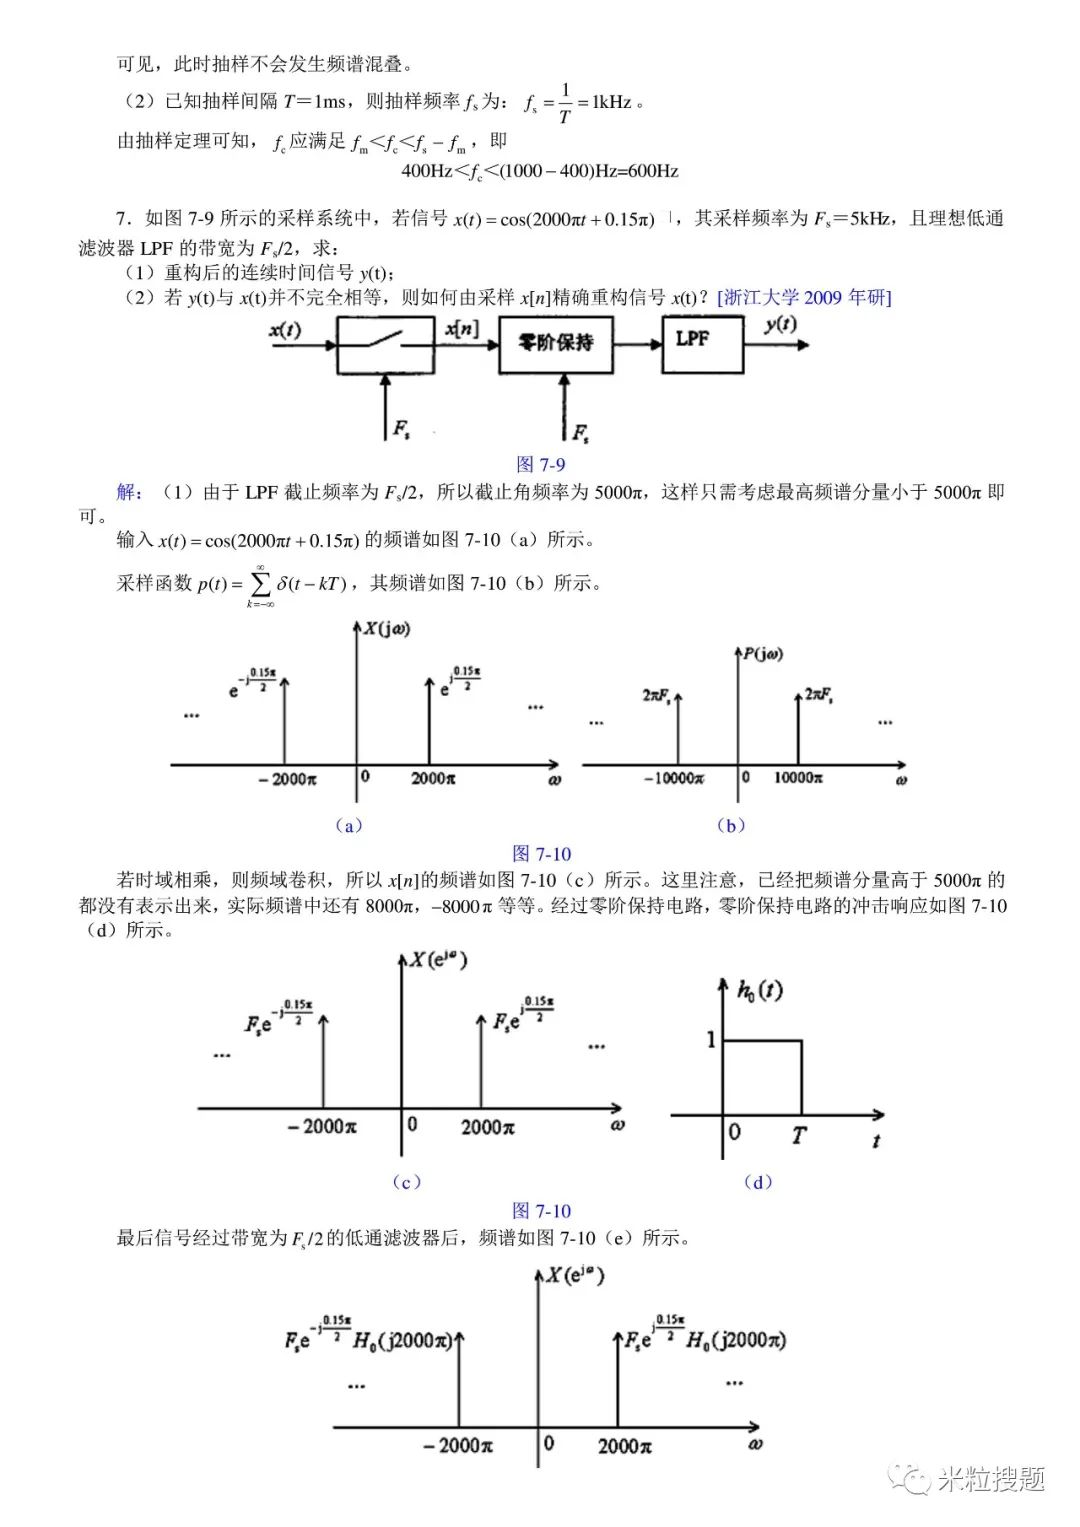 可见，此时抽样不会发生频谱混叠。
（2）已知抽样间隔 T＝1ms，则抽样频率 fs 为：fs = 1/T = 1kHz 。
由抽样定理可知， fc 应满足 fm＜fc＜fs − fm ，即
400Hz＜fc＜(1000 − 400)Hz=600Hz
7．如图 7-9 所示的采样系统中，若信号 x(t) = cos(2000πt + 0.15π) ，其采样频率为 Fs＝5kHz，且理想低通
滤波器 LPF 的带宽为 Fs/2，求：
（1）重构后的连续时间信号 y(t);
（2）若 y(t)与 x(t)并不完全相等，则如何由采样 x[n]精确重构信号 x(t)？[浙江大学 2009 年研]
x(t) x[n] 零阶保持 LPF y(t)
Fs Fs
图 7-9
解：（1）由于 LPF 截止频率为 Fs/2，所以截止角频率为 5000π，这样只需考虑最高频谱分量小于 5000π 即
可。
输入 x(t) = cos(2000πt + 0.15π) 的频谱如图 7-10（a）所示。
采样函数 p(t) = ∑_{k=−∞}^{∞} δ(t − kT) ，其频谱如图 7-10（b）所示。
X(jω) P(jω)
e^{-j\frac{0.15π}{2}} e^{j\frac{0.15π}{2}} 2πFs 2πFs
... ... ... ...
−2000π 0 2000π ω −10000π 0 10000π ω
（a） （b）
图 7-10
若时域相乘，则频域卷积，所以 x[n]的频谱如图 7-10（c）所示。这里注意，已经把频谱分量高于 5000π 的
都没有表示出来，实际频谱中还有 8000π，−8000π 等等。经过零阶保持电路，零阶保持电路的冲击响应如图 7-10
（d）所示。
X(e^{jω}) h0(t)
Fse^{-j\frac{0.15π}{2}} Fse^{j\frac{0.15π}{2}} 1
... ...
−2000π 0 2000π ω 0 T t
（c） （d）
图 7-10
最后信号经过带宽为 Fs/2 的低通滤波器后，频谱如图 7-10（e）所示。
X(e^{jω})
Fse^{-j\frac{0.15π}{2}}H0(j2000π) Fse^{j\frac{0.15π}{2}}H0(j2000π)
... ...
−2000π 0 2000π ω
米粒搜题